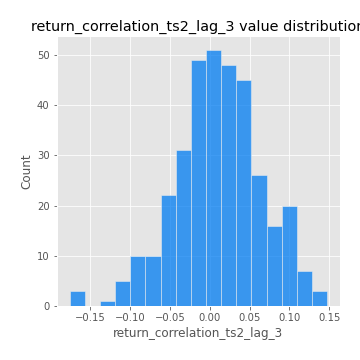 return_correlation_ts2_lag_3 value distribution
50
40
30
20
10
0
Count
−0.15 −0.10 −0.05 0.00 0.05 0.10 0.15
return_correlation_ts2_lag_3